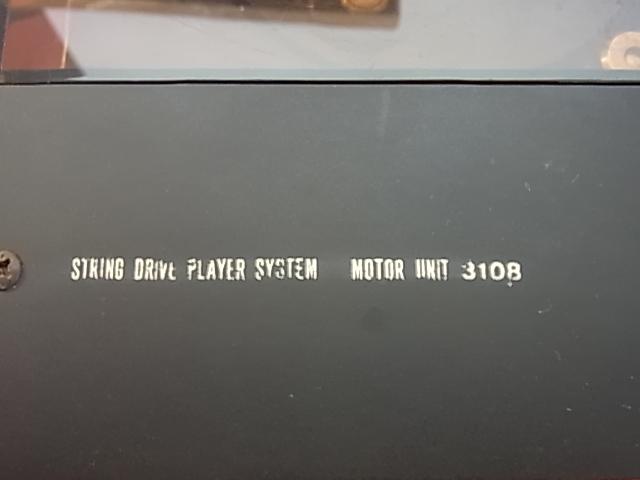 STRING DRIVE PLAYER SYSTEM MOTOR UNIT 3108